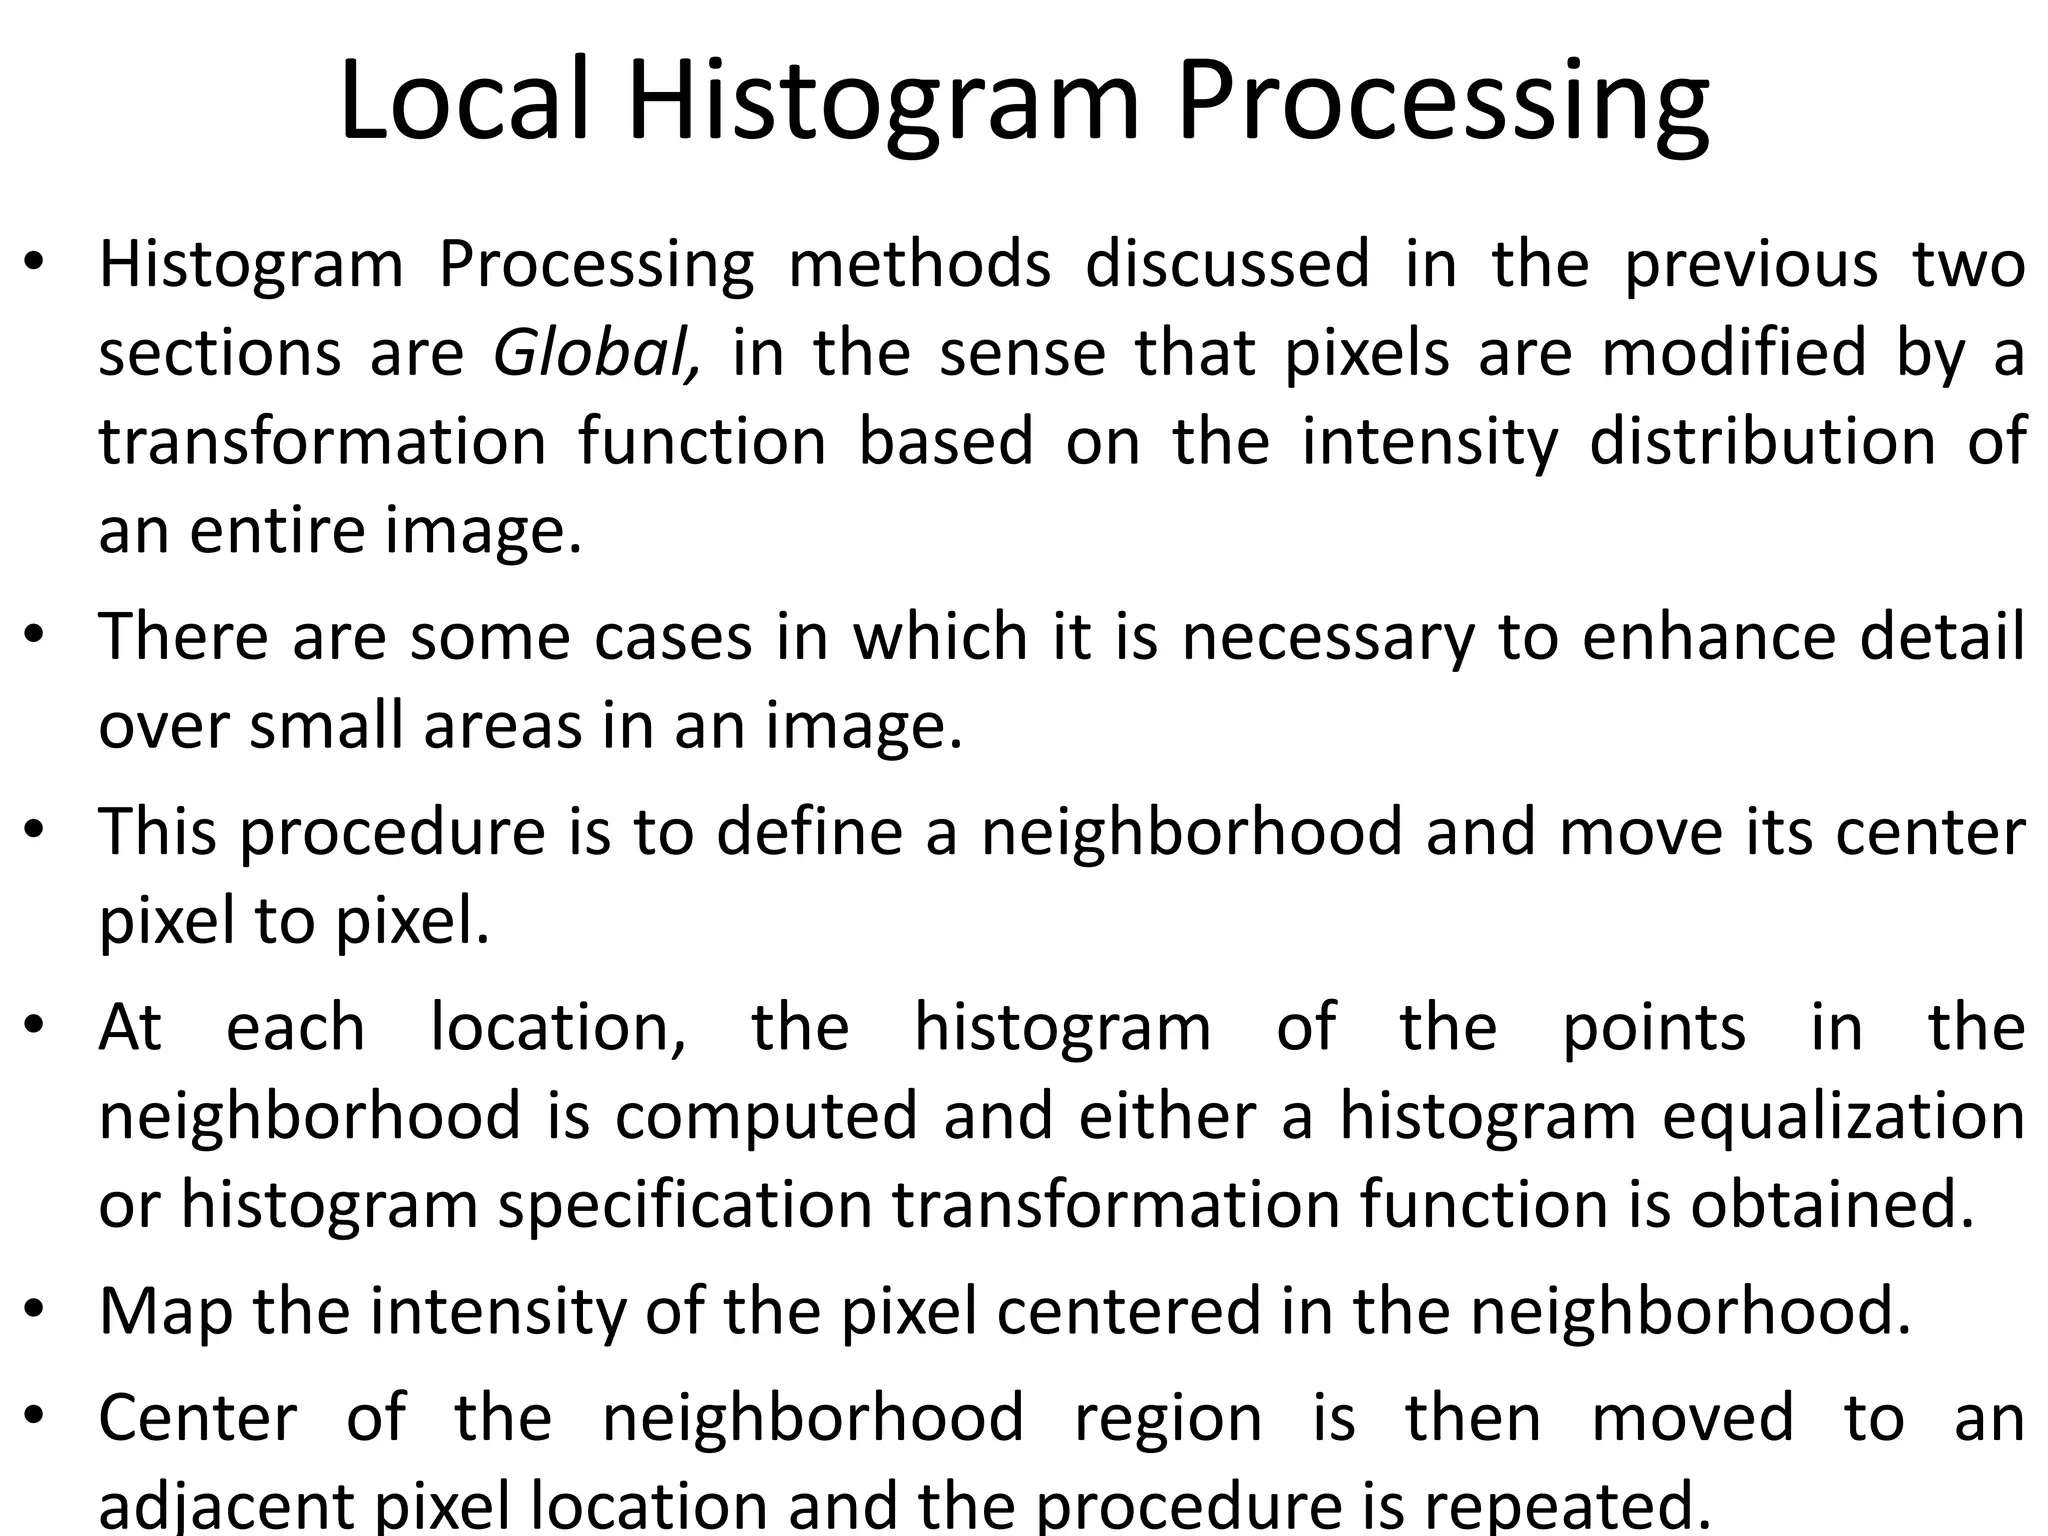 Local Histogram Processing
• Histogram Processing methods discussed in the previous two
sections are Global, in the sense that pixels are modified by a
transformation function based on the intensity distribution of
an entire image.
• There are some cases in which it is necessary to enhance detail
over small areas in an image.
• This procedure is to define a neighborhood and move its center
pixel to pixel.
• At each location, the histogram of the points in the
neighborhood is computed and either a histogram equalization
or histogram specification transformation function is obtained.
• Map the intensity of the pixel centered in the neighborhood.
• Center of the neighborhood region is then moved to an
adjacent pixel location and the procedure is repeated.